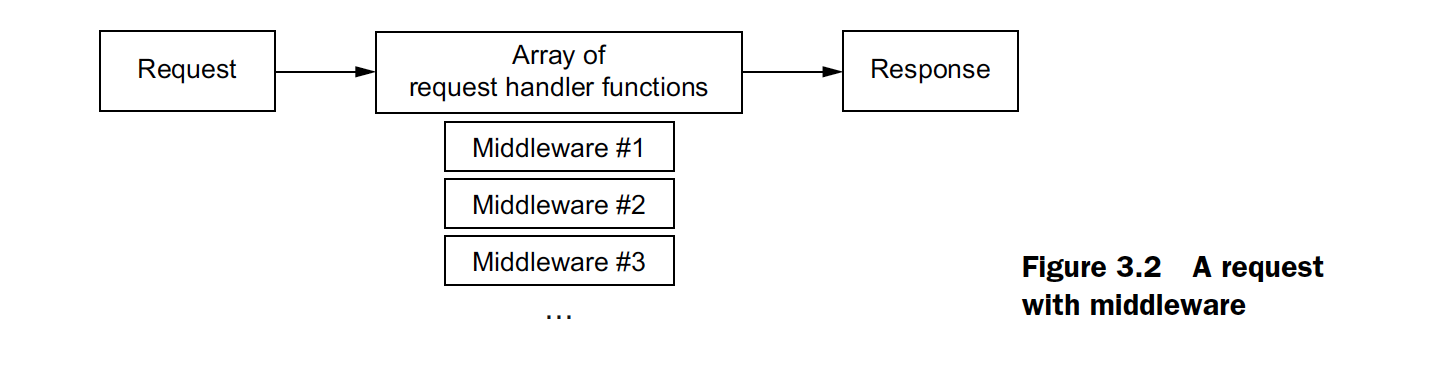 Request
Array of
request handler functions
Response
Middleware #1
Middleware #2
Middleware #3
...
Figure 3.2 A request
with middleware